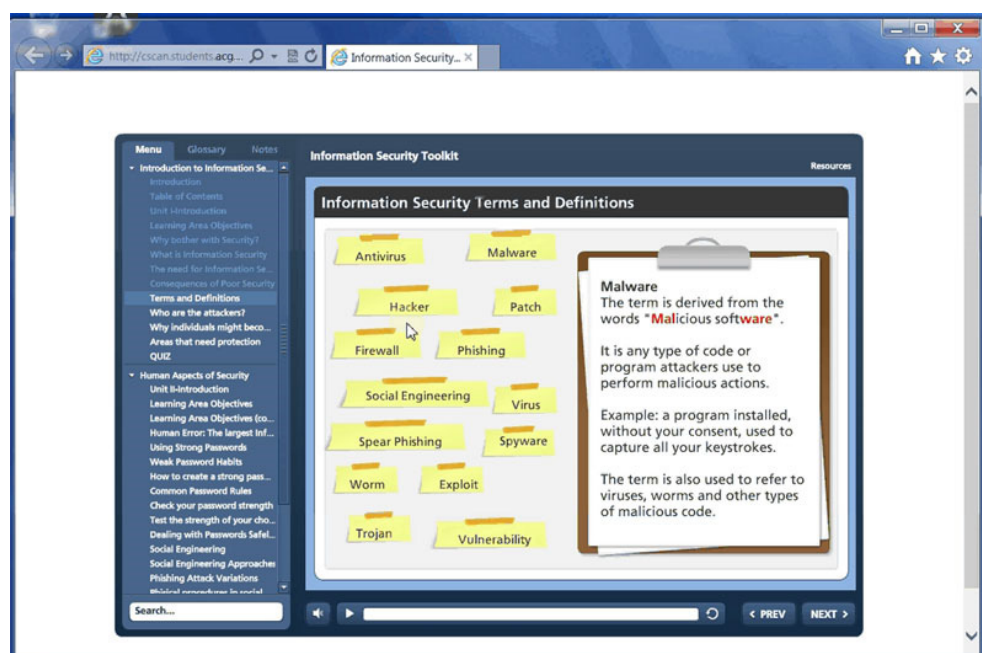 http://cscan.students.acg...
Information Security...
Menu
Glossary
Notes
Introduction to Information Se...
Introduction
Table of Contents
Unit I-Introduction
Learning Area Objectives
Why bother with Security?
What is Information Security
The need for Information Se...
Consequences of Poor Security
Terms and Definitions
Who are the attackers?
Why individuals might beco...
Areas that need protection
QUIZ
Human Aspects of Security
Unit II-Introduction
Learning Area Objectives
Learning Area Objectives (co...
Human Error: The largest Inf...
Using Strong Passwords
Weak Password Habits
How to create a strong pass...
Common Password Rules
Check your password strength
Test the strength of your cho...
Dealing with Passwords Safel...
Social Engineering
Social Engineering Approaches
Phishing Attack Variations
Search...
Information Security Toolkit
Resources
Information Security Terms and Definitions
Antivirus
Malware
Hacker
Patch
Firewall
Phishing
Social Engineering
Virus
Spear Phishing
Spyware
Worm
Exploit
Trojan
Vulnerability
Malware
The term is derived from the
words "Malicious software".
It is any type of code or
program attackers use to
perform malicious actions.
Example: a program installed,
without your consent, used to
capture all your keystrokes.
The term is also used to refer to
viruses, worms and other types
of malicious code.
< PREV
NEXT >